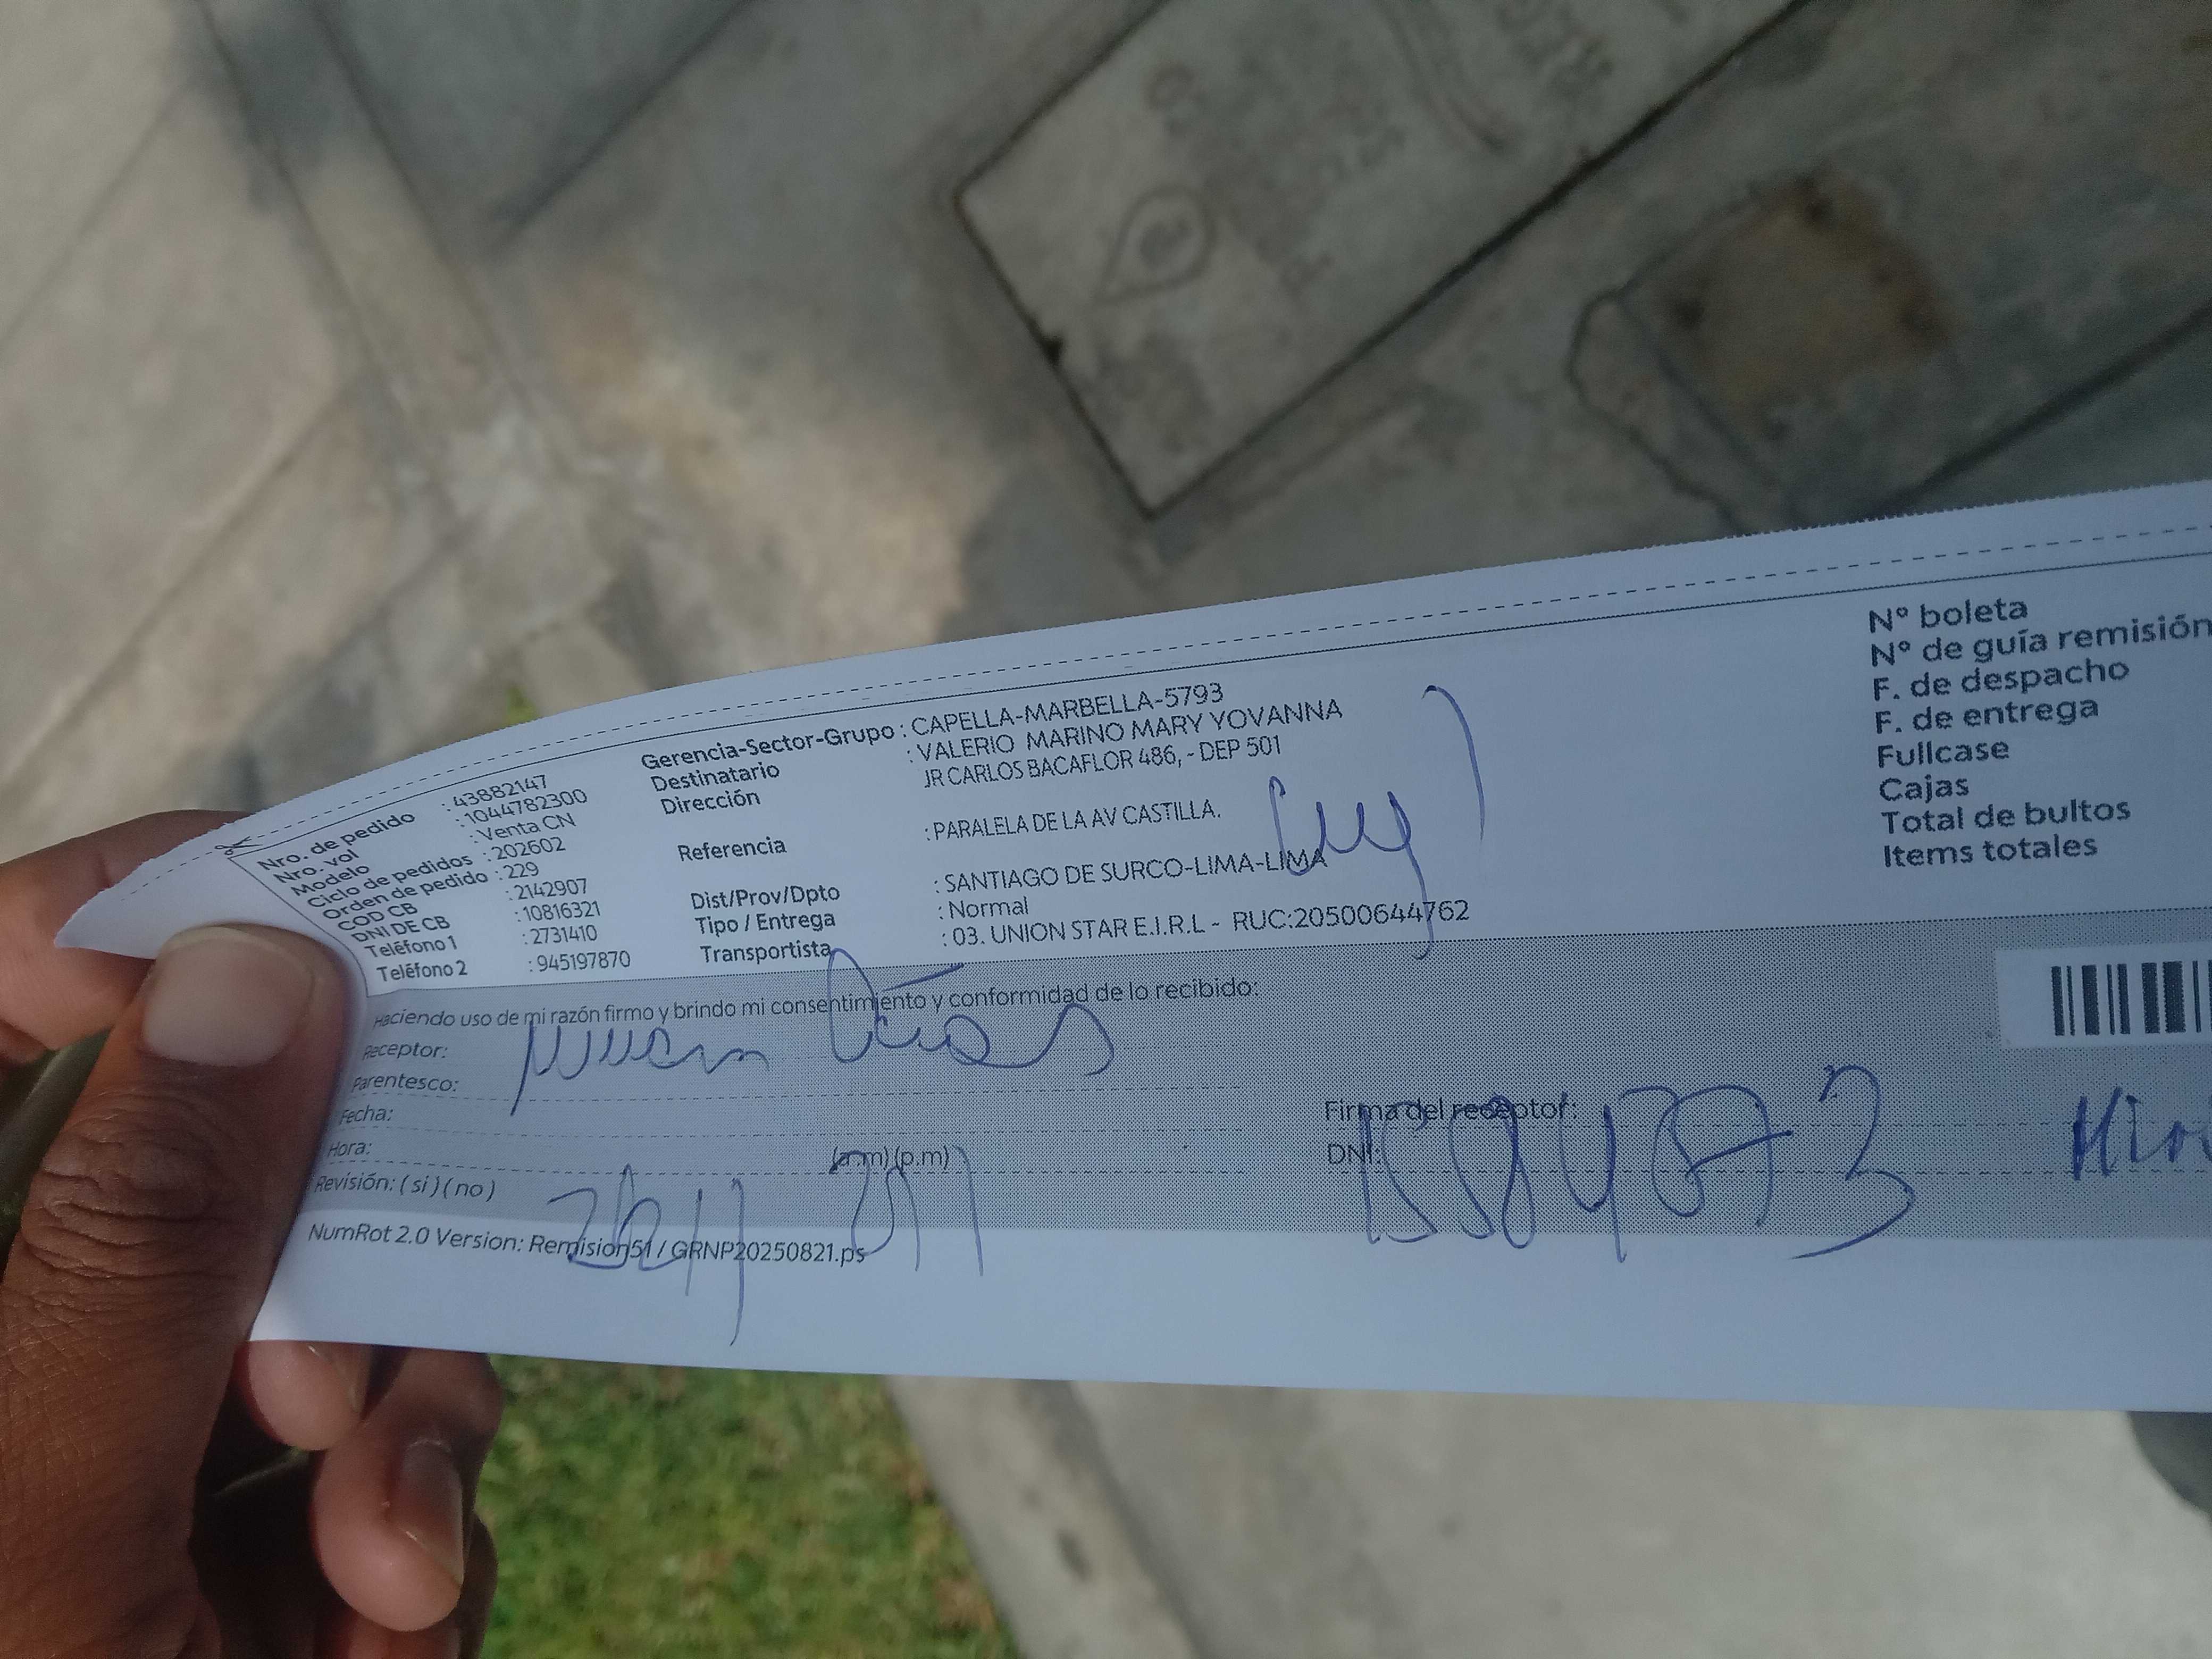 Nro. de pedido : 43882147
Nro. vol : 1044782300
Modelo : Venta CN
Ciclo de pedidos : 202602
Orden de pedido : 229
COD CB : 2142907
DNI DE CB : 10816321
Teléfono 1 : 2731410
Teléfono 2 : 945197870
Gerencia-Sector-Grupo : CAPELLA-MARBELLA-5793
Destinatario : VALERIO MARINO MARY YOVANNA
Dirección JR CARLOS BACAFLOR 486, - DEP 501
Referencia : PARALELA DE LA AV CASTILLA.
Dist/Prov/Dpto : SANTIAGO DE SURCO-LIMA-LIMA
Tipo / Entrega : Normal
Transportista : 03. UNION STAR E.I.R.L - RUC:20500644762
N° boleta
N° de guía remisión
F. de despacho
F. de entrega
Fullcase
Cajas
Total de bultos
Items totales
Haciendo uso de mi razón firmo y brindo mi consentimiento y conformidad de lo recibido:
Receptor:
Parentesco:
Fecha:
Hora: (a.m) (p.m)
Revisión: ( si ) ( no )
Firma del receptor:
DNI:
NumRot 2.0 Version: Remision51 / GRNP20250821.ps